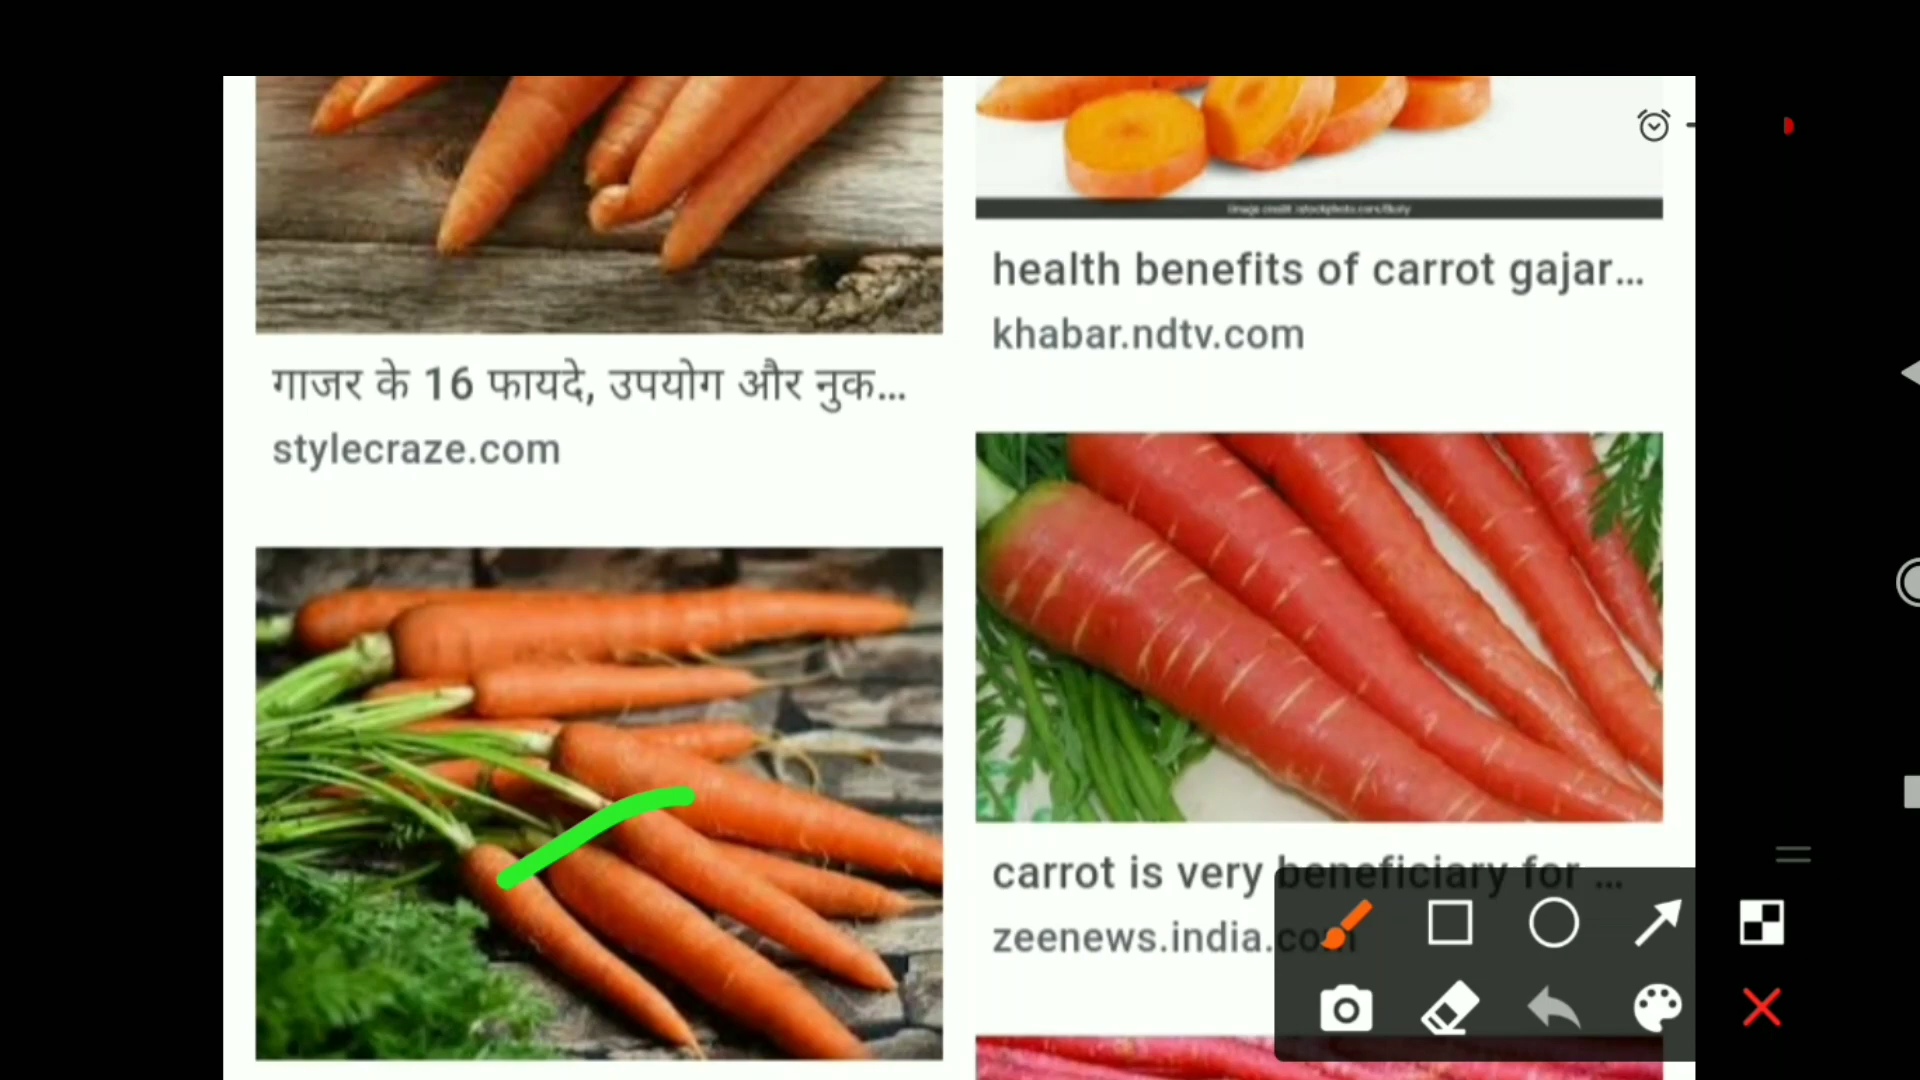 health benefits of carrot gajar...
khabar.ndtv.com
गाजर के 16 फायदे, उपयोग और नुक...
stylecraze.com
carrot is very beneficiary for ...
zeenews.india.com